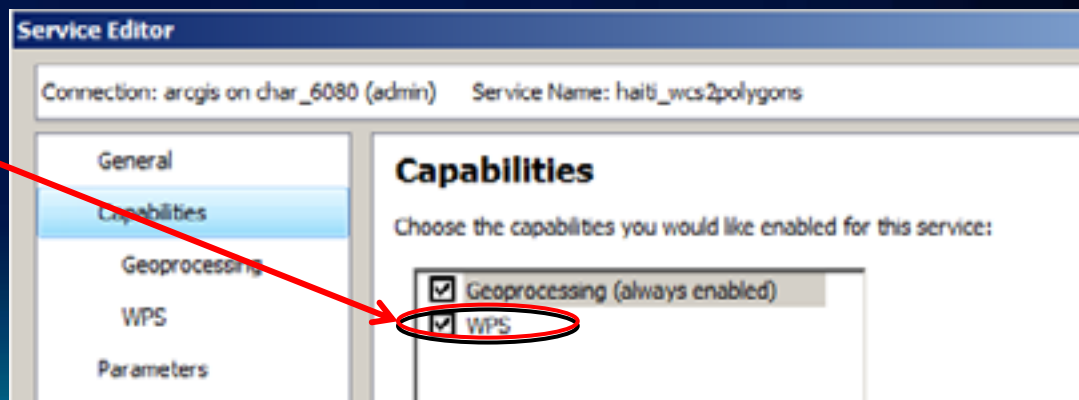 Service Editor
Connection: arcgis on char_6080 (admin) Service Name: haiti_wcs2polygons
General
Capabilities
Geoprocessing
WPS
Parameters
Capabilities
Choose the capabilities you would like enabled for this service:
Geoprocessing (always enabled)
WPS